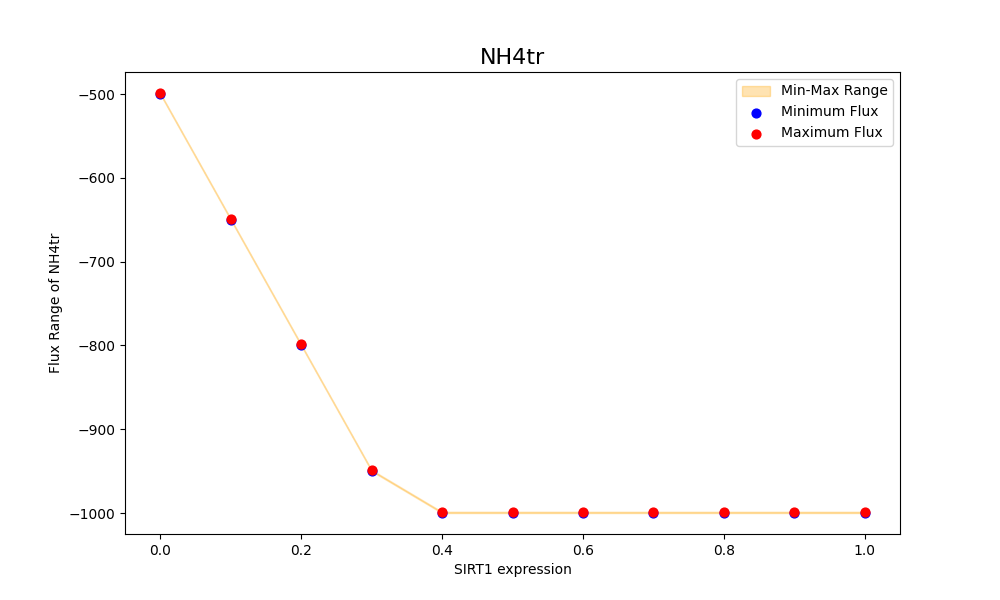 NH4tr
Min-Max Range
Minimum Flux
Maximum Flux
Flux Range of NH4tr
−500
−600
−700
−800
−900
−1000
0.0 0.2 0.4 0.6 0.8 1.0
SIRT1 expression